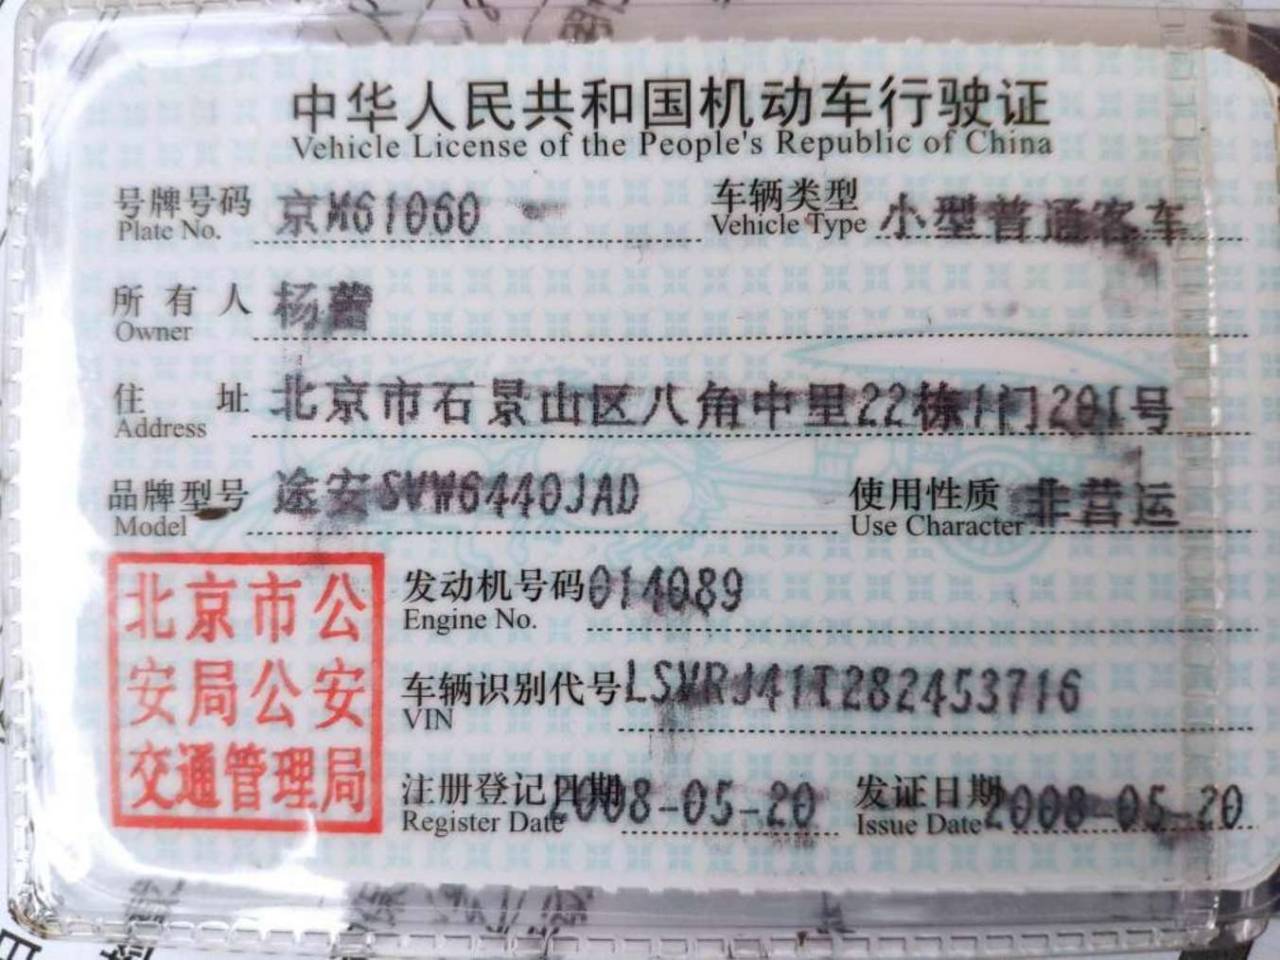 中华人民共和国机动车行驶证
Vehicle License of the People's Republic of China
号牌号码 京M61060 车辆类型 小型普通客车
Plate No. Vehicle Type
所有人 杨蕾
Owner
住址 北京市石景山区八角中里22栋1门201号
Address
品牌型号 途安SVW6440JAD 使用性质 非营运
Model Use Character
北京市公
安局公安
交通管理局
发动机号码 014089
Engine No.
车辆识别代号 LSVRJ41T282453716
VIN
注册登记日期 2008-05-20 发证日期 2008-05-20
Register Date Issue Date